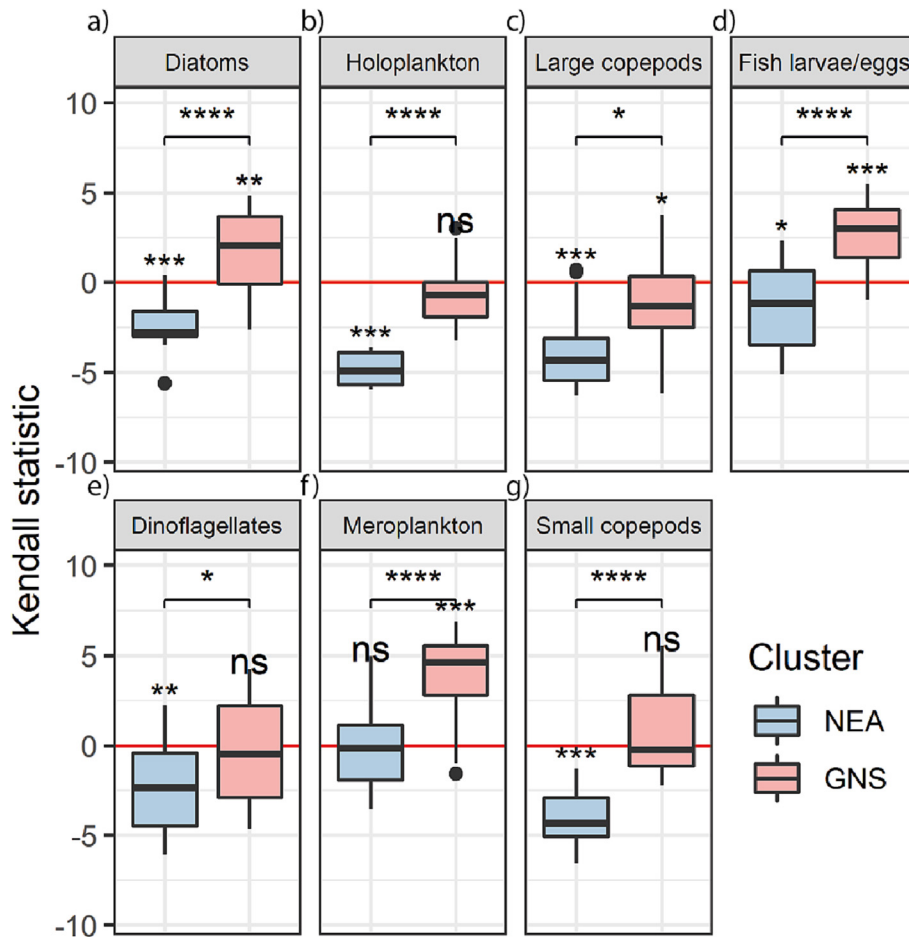 a) b) c) d)
Diatoms Holoplankton Large copepods Fish larvae/eggs
10
**** **** * ****
** ***
5
*** ns * *
***
0
***
-5
-10
e) f) g)
Dinoflagellates Meroplankton Small copepods
10
* **** ****
***
5
ns ns ns
**
0
***
-5
-10
Kendall statistic
Cluster
NEA
GNS